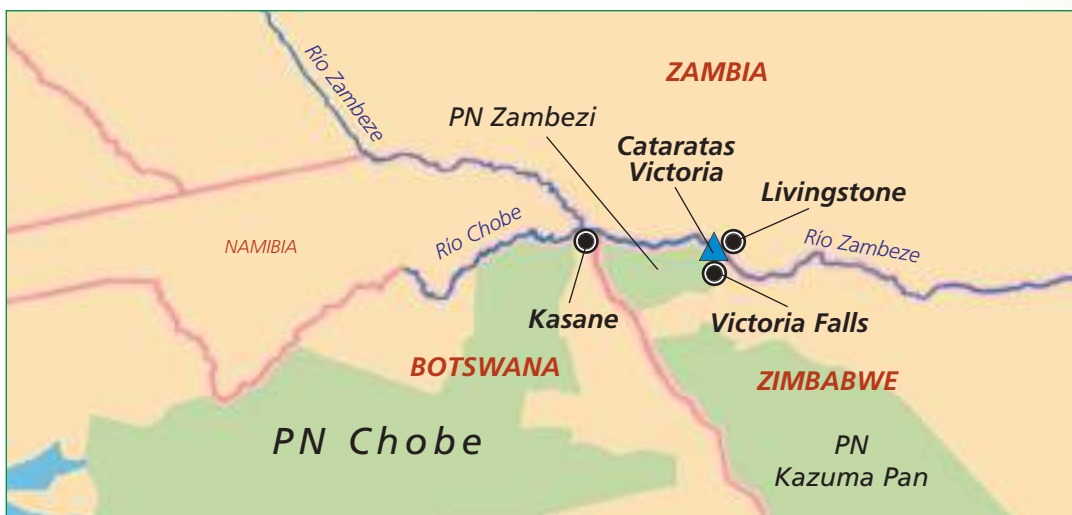 Río Zambeze
ZAMBIA
PN Zambezi
Cataratas
Victoria
Livingstone
Río Chobe
Río Zambeze
NAMIBIA
Kasane
Victoria Falls
BOTSWANA
ZIMBABWE
PN Chobe
PN
Kazuma Pan